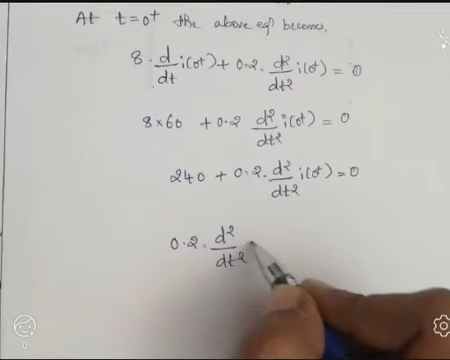 At t=0⁺ the above eqⁿ becomes,
8 · d/dt i(0⁺) + 0.2 · d²/dt² i(0⁺) = 0
8×60 + 0.2 d²/dt² i(0⁺) = 0
240 + 0.2 · d²/dt² i(0⁺) = 0
0.2 · d²/dt²